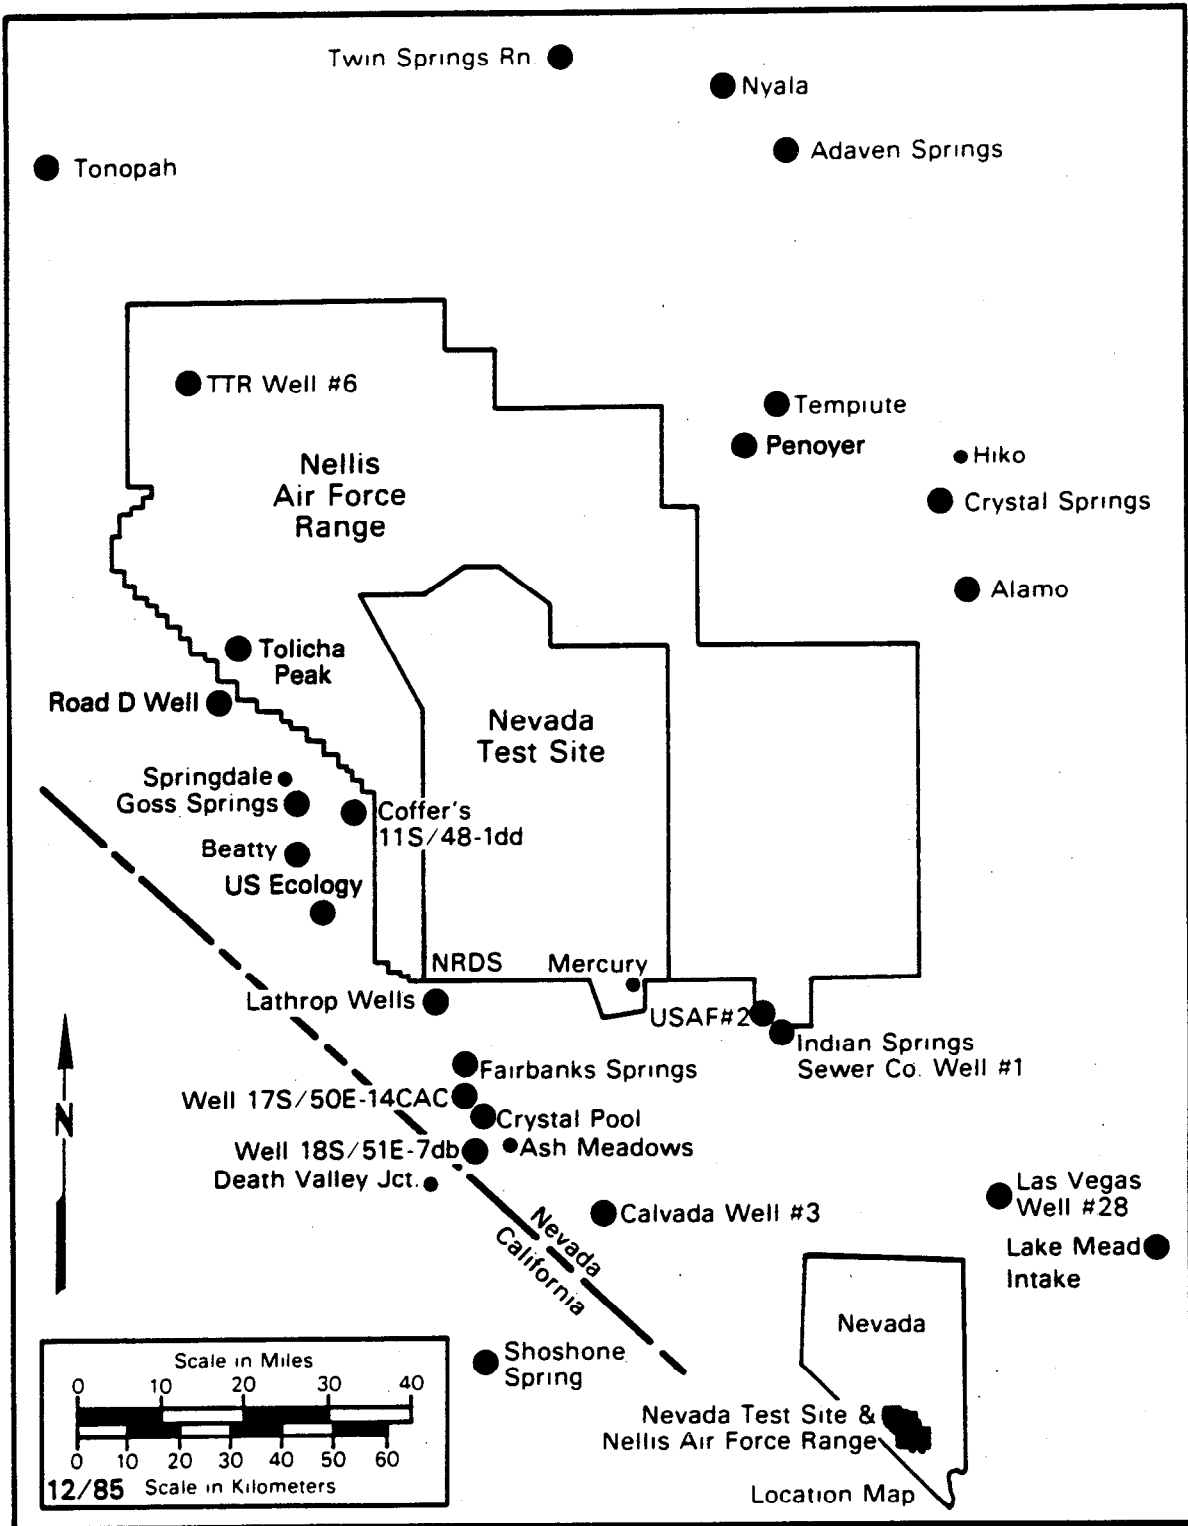 Twin Springs Rn
Nyala
Adaven Springs
Tonopah
TTR Well #6
Tempiute
Penoyer
Nellis
Air Force
Range
Hiko
Crystal Springs
Alamo
Tolicha
Peak
Road D Well
Nevada
Test Site
Springdale
Goss Springs
Coffer's
11S/48-1dd
Beatty
US Ecology
NRDS
Mercury
Lathrop Wells
USAF#2
Indian Springs
Sewer Co. Well #1
Fairbanks Springs
Well 17S/50E-14CAC
Crystal Pool
Well 18S/51E-7db
Ash Meadows
Death Valley Jct.
N
Las Vegas
Well #28
Calvada Well #3
Nevada
California
Lake Mead
Intake
Nevada
Shoshone
Spring
Scale in Miles
0 10 20 30 40
0 10 20 30 40 50 60
12/85 Scale in Kilometers
Nevada Test Site &
Nellis Air Force Range
Location Map